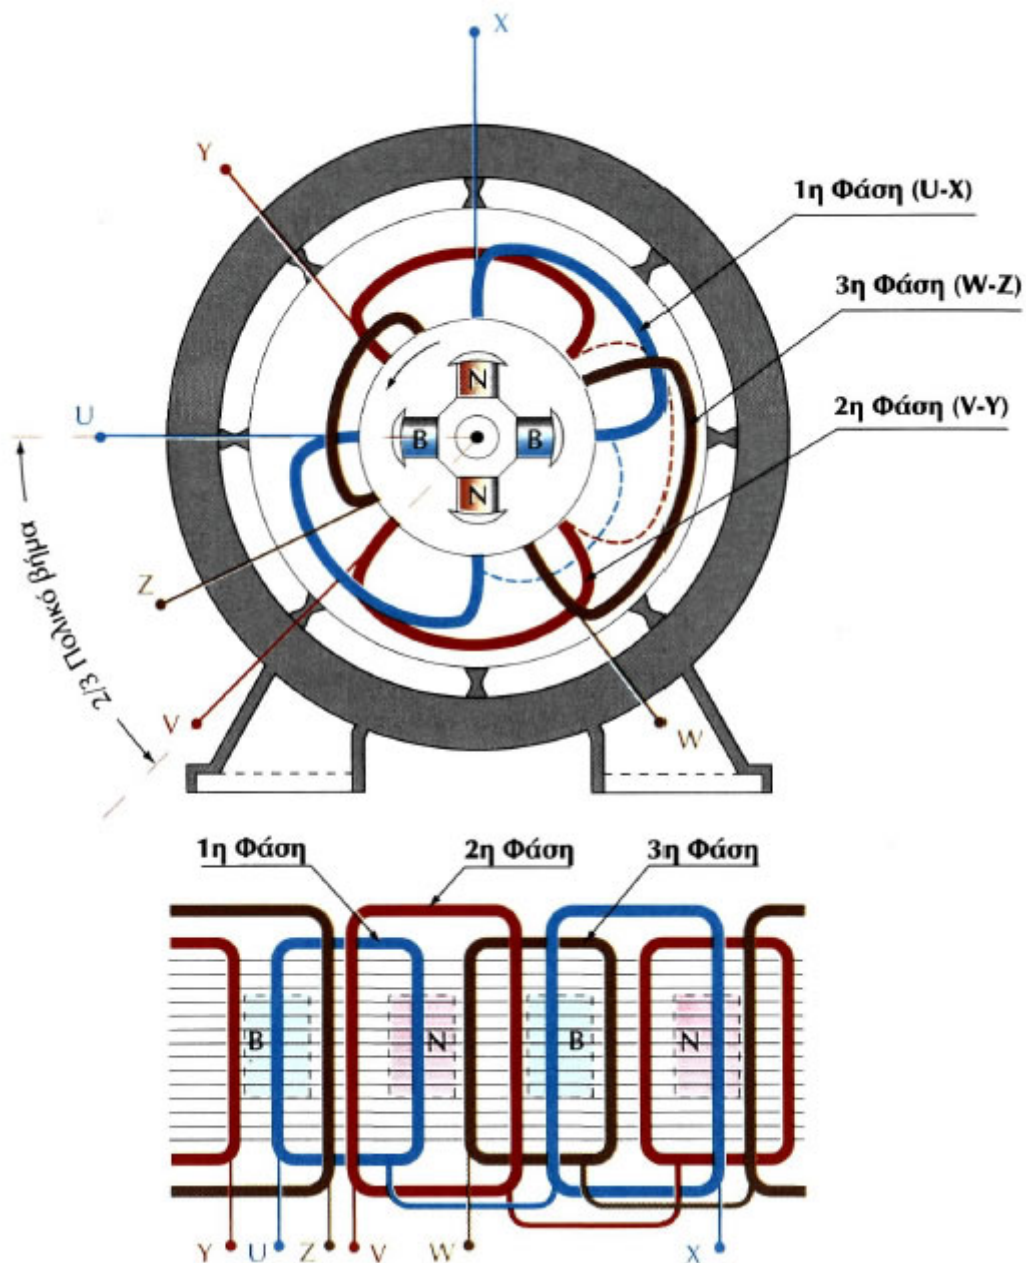 X
Y
1η Φάση (U-X)
3η Φάση (W-Z)
N
U
B
B
2η Φάση (V-Y)
N
Z
2/3 Πολικό βήμα
V
W
1η Φάση
2η Φάση
3η Φάση
B
N
B
N
Y
U
Z
V
W
X